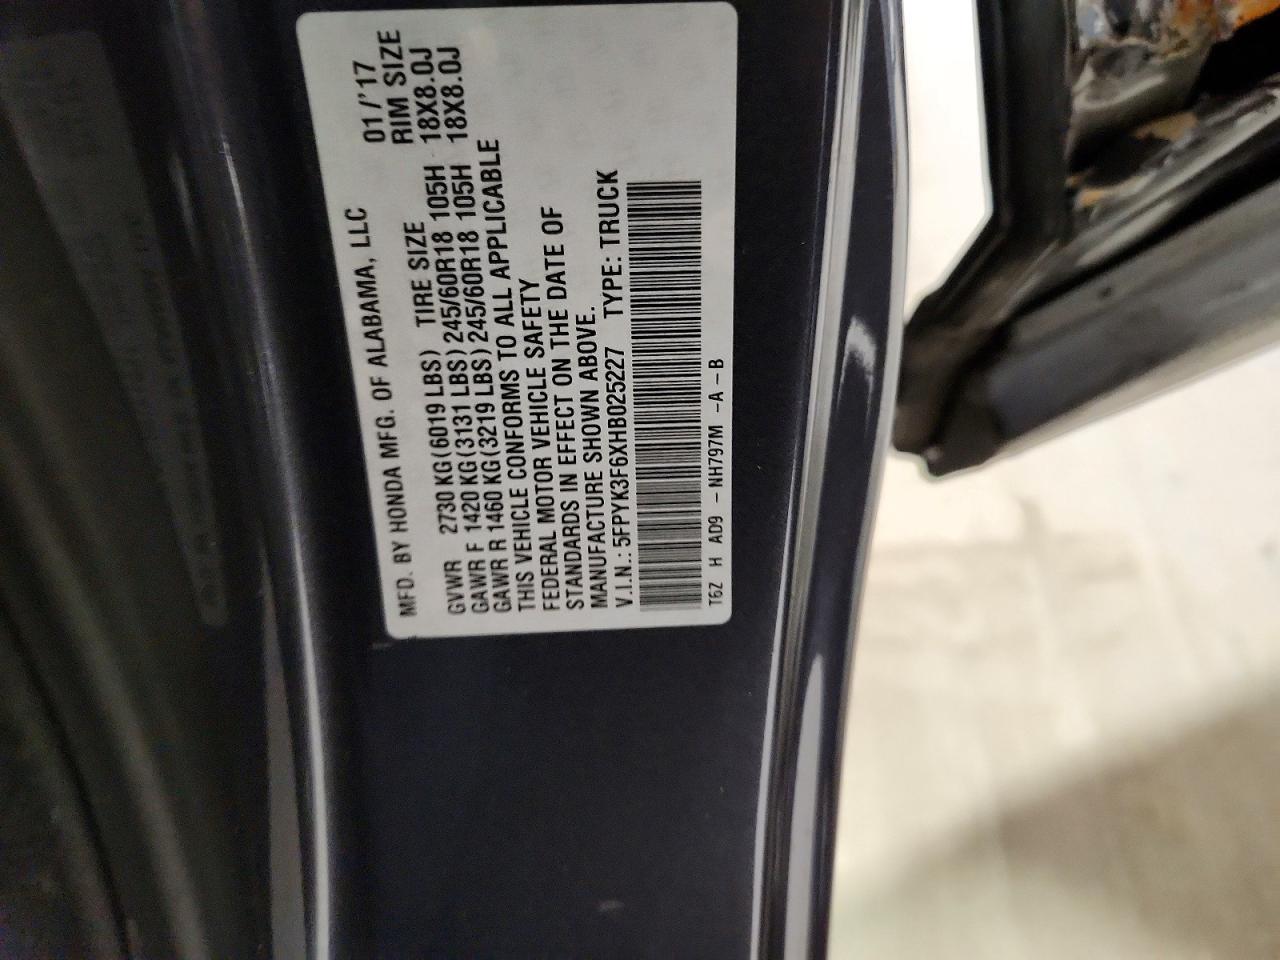 MFD. BY HONDA MFG. OF ALABAMA, LLC 01/'17
GVWR 2730 KG (6019 LBS) TIRE SIZE RIM SIZE
GAWR F 1420 KG (3131 LBS) 245/60R18 105H 18X8.0J
GAWR R 1460 KG (3219 LBS) 245/60R18 105H 18X8.0J
THIS VEHICLE CONFORMS TO ALL APPLICABLE
FEDERAL MOTOR VEHICLE SAFETY
STANDARDS IN EFFECT ON THE DATE OF
MANUFACTURE SHOWN ABOVE.
V.I.N.: 5FPYK3F6XHB025227 TYPE: TRUCK
T6Z H AD9 -NH797M -A-B